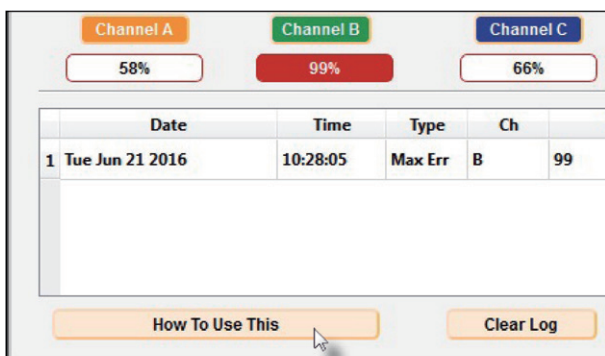 Channel A Channel B Channel C
58% 99% 66%
Date Time Type Ch
1 Tue Jun 21 2016 10:28:05 Max Err B 99
How To Use This Clear Log